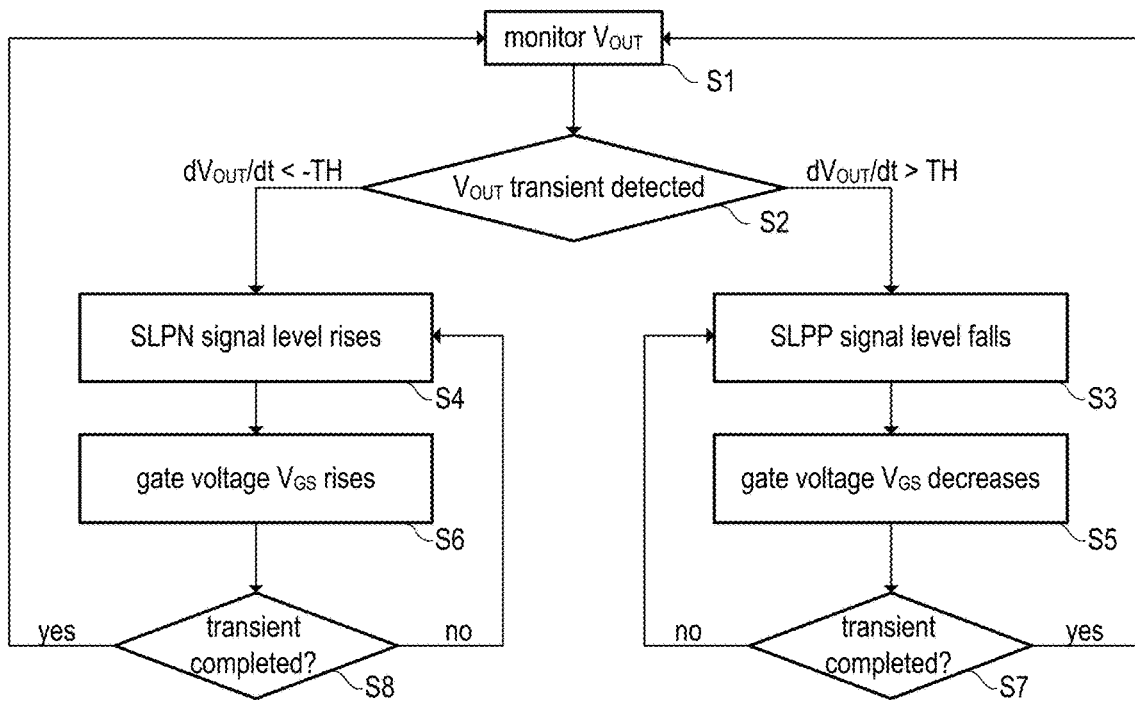 monitor VOUT
S1
dVOUT/dt < -TH
dVOUT/dt > TH
VOUT transient detected
S2
SLPN signal level rises
SLPP signal level falls
S4
S3
gate voltage VGS rises
gate voltage VGS decreases
S6
S5
yes
transient
completed?
no
no
transient
completed?
yes
S8
S7